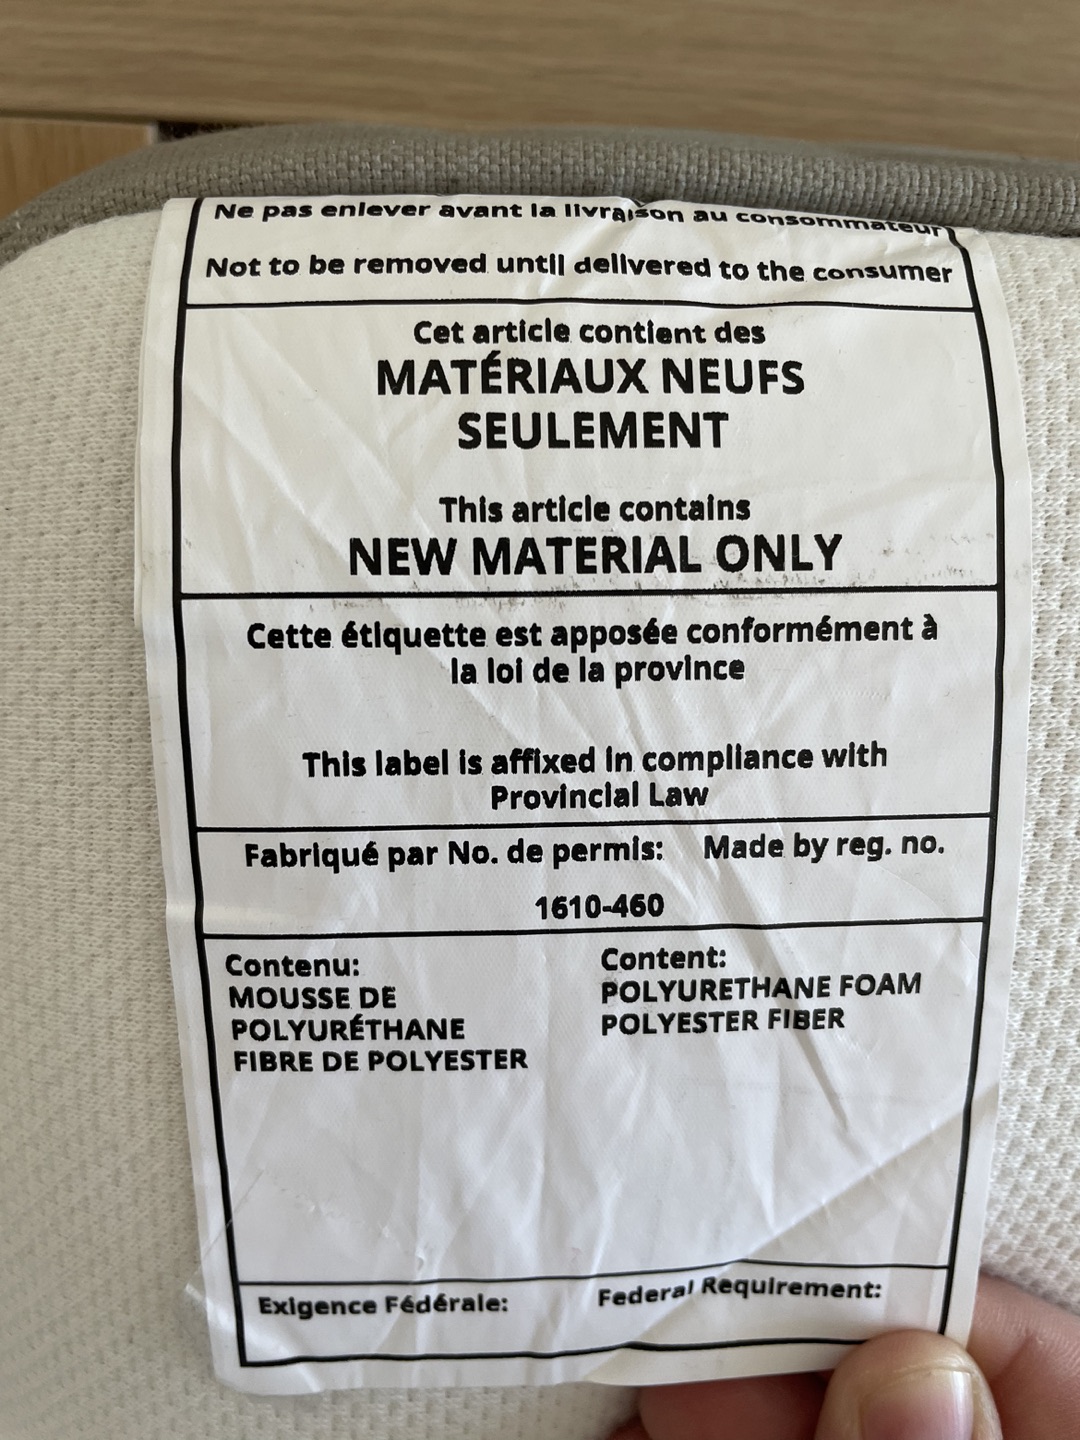 Ne pas enlever avant la livraison au consommateur
Not to be removed until delivered to the consumer
Cet article contient des
MATÉRIAUX NEUFS
SEULEMENT
This article contains
NEW MATERIAL ONLY
Cette étiquette est apposée conformément à
la loi de la province
This label is affixed in compliance with
Provincial Law
Fabriqué par No. de permis: Made by reg. no.
1610-460
Contenu:
MOUSSE DE
POLYURÉTHANE
FIBRE DE POLYESTER
Content:
POLYURETHANE FOAM
POLYESTER FIBER
Exigence Fédérale: Federal Requirement: